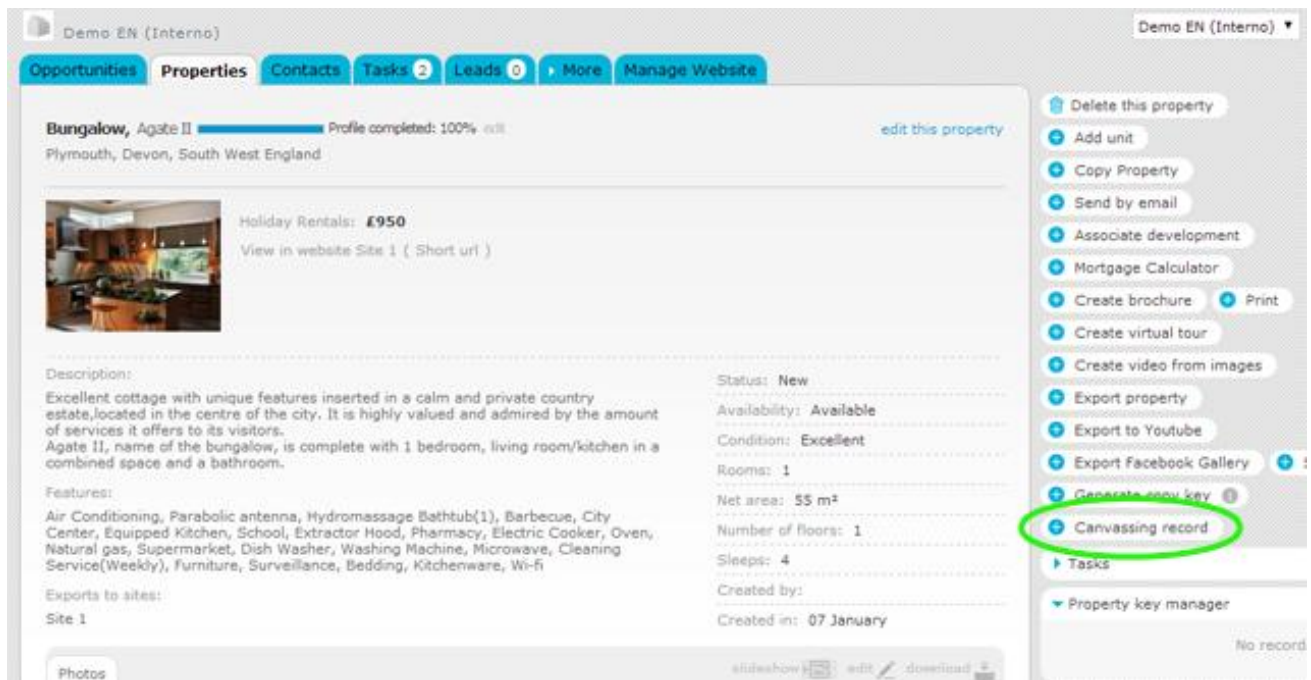 Demo EN (Interno)
Demo EN (Interno)
Opportunities Properties Contacts Tasks 2 Leads 0 More Manage Website
Bungalow, Agate II Profile completed: 100% edit
edit this property
Plymouth, Devon, South West England
Holiday Rentals: £950
View in website Site 1 ( Short url )
Description:
Excellent cottage with unique features inserted in a calm and private country
estate,located in the centre of the city. It is highly valued and admired by the amount
of services it offers to its visitors.
Agate II, name of the bungalow, is complete with 1 bedroom, living room/kitchen in a
combined space and a bathroom.
Features:
Air Conditioning, Parabolic antenna, Hydromassage Bathtub(1), Barbecue, City
Center, Equipped Kitchen, School, Extractor Hood, Pharmacy, Electric Cooker, Oven,
Natural gas, Supermarket, Dish Washer, Washing Machine, Microwave, Cleaning
Service(Weekly), Furniture, Surveillance, Bedding, Kitchenware, Wi-fi
Exports to sites:
Site 1
Status: New
Availability: Available
Condition: Excellent
Rooms: 1
Net area: 55 m²
Number of floors: 1
Sleeps: 4
Created by:
Created in: 07 January
Photos
slideshow edit download
Delete this property
Add unit
Copy Property
Send by email
Associate development
Mortgage Calculator
Create brochure Print
Create virtual tour
Create video from images
Export property
Export to Youtube
Export Facebook Gallery
Generate copy key
Canvassing record
Tasks
Property key manager
No record